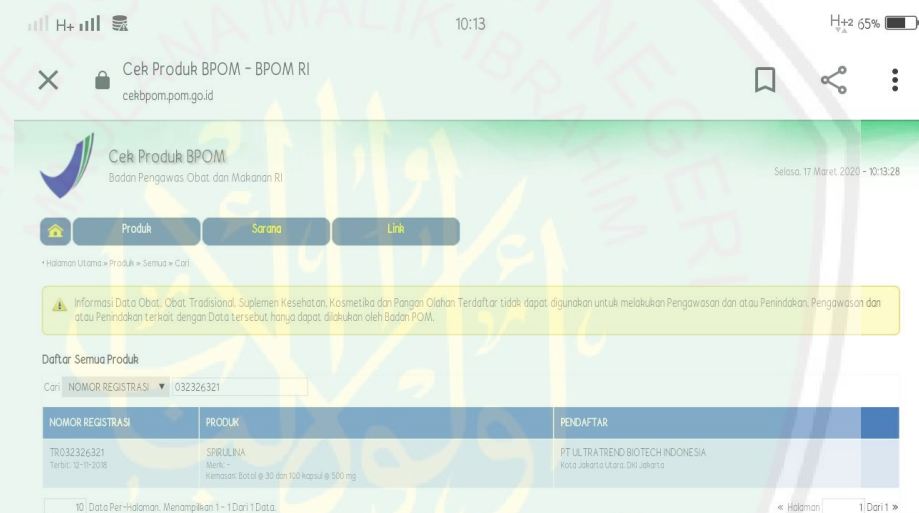 H+
10:13
H+2 65%
Cek Produk BPOM - BPOM RI
cekbpom.pom.go.id
Cek Produk BPOM
Badan Pengawas Obat dan Makanan RI
Selasa, 17 Maret 2020 - 10:13:28
Produk Sarana Link
• Halaman Utama » Produk » Semua » Cari
Informasi Data Obat, Obat Tradisional, Suplemen Kesehatan, Kosmetika dan Pangan Olahan Terdaftar tidak dapat digunakan untuk melakukan Pengawasan dan atau Penindakan. Pengawasan dan
atau Penindakan terkait dengan Data tersebut hanya dapat dilakukan oleh Badan POM.
Daftar Semua Produk
Cari NOMOR REGISTRASI ▼ 032326321
NOMOR REGISTRASI PRODUK PENDAFTAR
TR032326321 SPIRULINA PT ULTRATREND BIOTECH INDONESIA
Terbit: 12-11-2018 Merk: - Kota Jakarta Utara, DKI Jakarta
Kemasan: Botol @ 30 dan 100 kapsul @ 500 mg
10 Data Per-Halaman. Menampilkan 1 - 1 Dari 1 Data. « Halaman 1 Dari 1 »
MALIK IBRAHIM
NEGERI